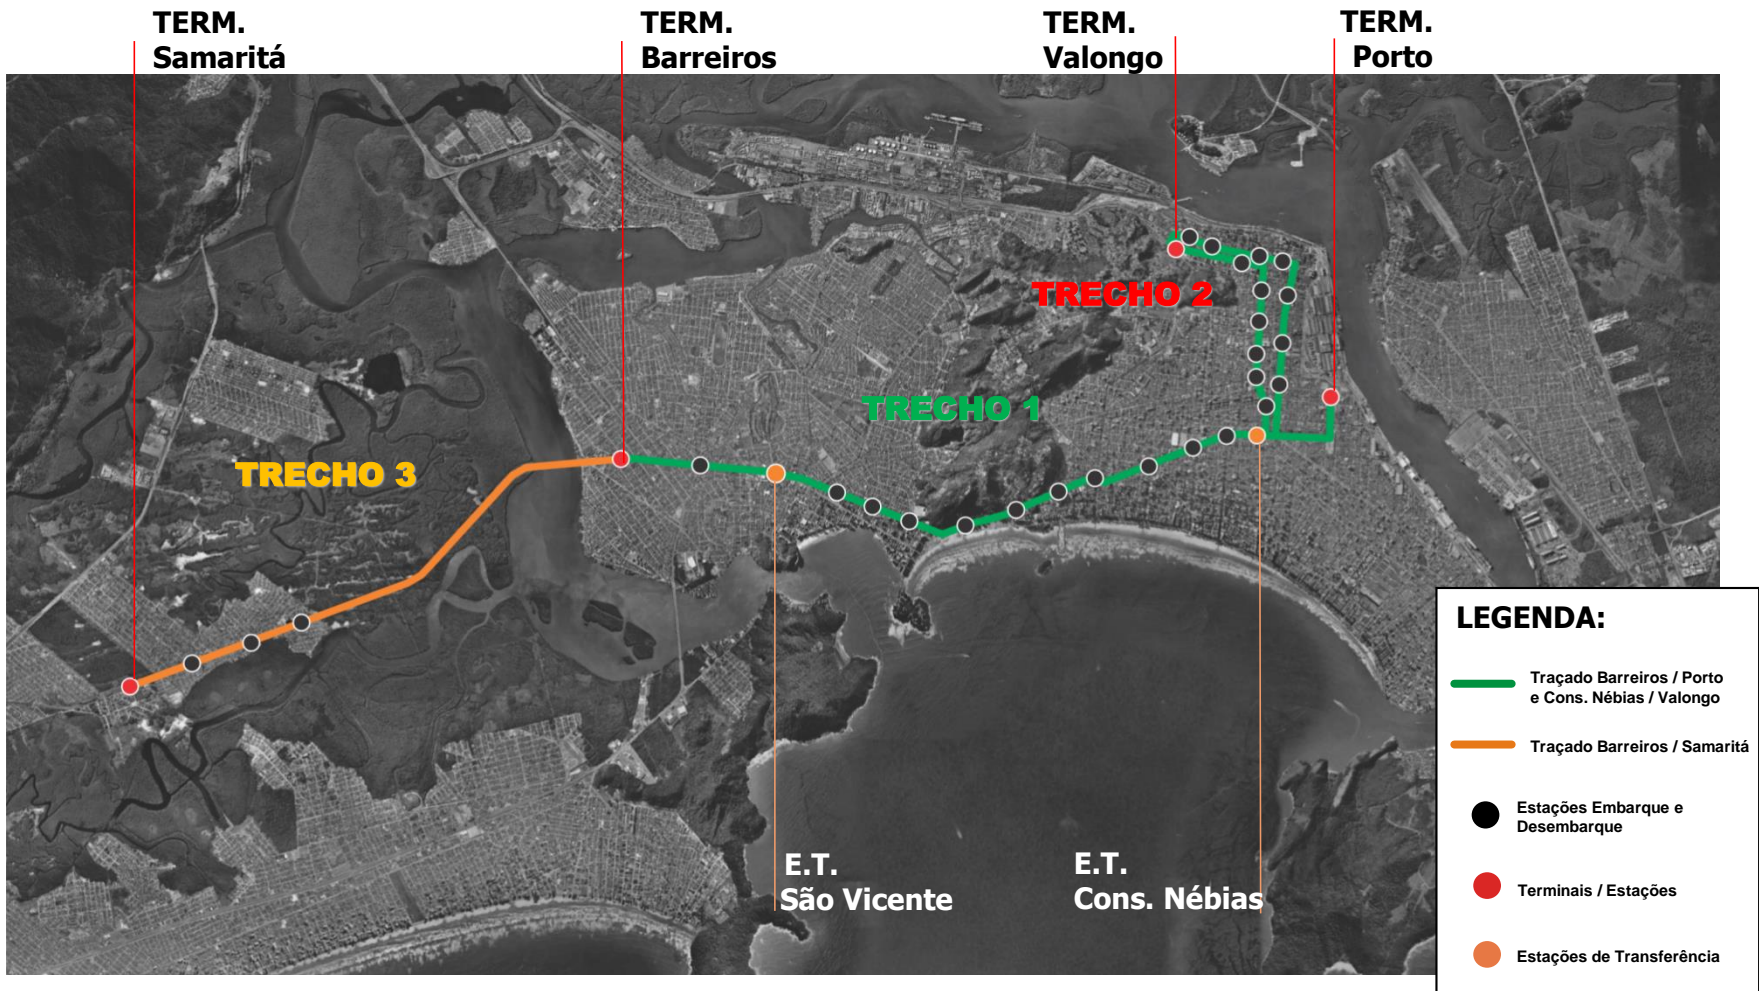 TERM.
Samaritá
TERM.
Barreiros
TERM.
Valongo
TERM.
Porto
TRECHO 2
TRECHO 1
TRECHO 3
E.T.
São Vicente
E.T.
Cons. Nébias
LEGENDA:
Traçado Barreiros / Porto
e Cons. Nébias / Valongo
Traçado Barreiros / Samaritá
Estações Embarque e
Desembarque
Terminais / Estações
Estações de Transferência